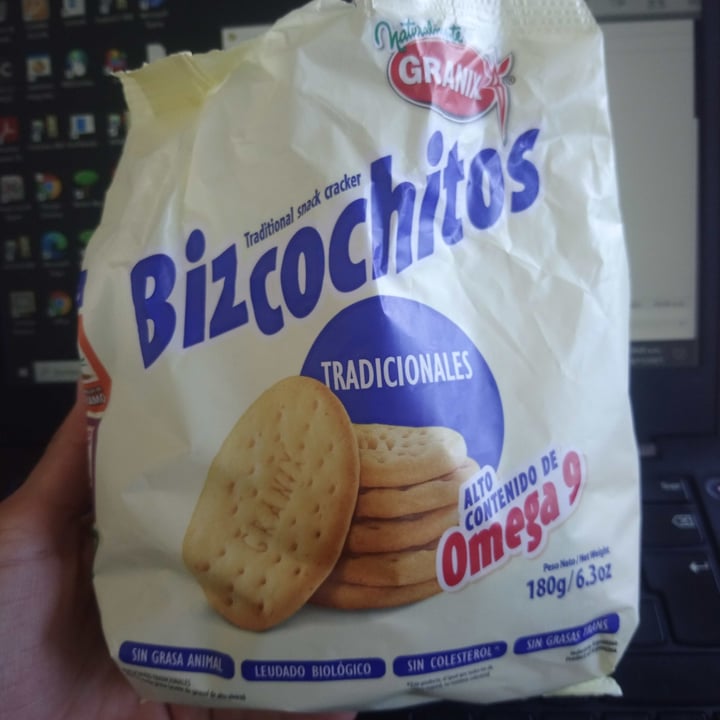 Naturalmente
GRANIX
Traditional snack cracker
Bizcochitos
TRADICIONALES
GRANIX
ALTO
CONTENIDO DE
Omega 9
Peso Neto / Net Weight
180g/6.3oz
SIN GRASA ANIMAL
LEUDADO BIOLÓGICO
SIN COLESTEROL*
SIN GRASAS TRANS